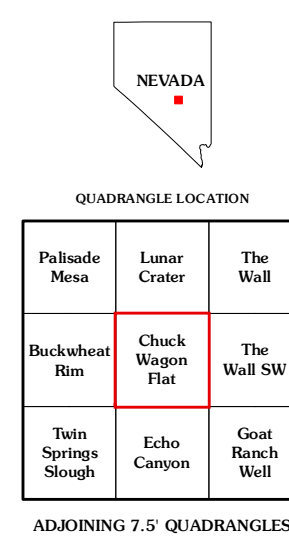 NEVADA
QUADRANGLE LOCATION
Palisade
Mesa
Lunar
Crater
The
Wall
Buckwheat
Rim
Chuck
Wagon
Flat
The
Wall SW
Twin
Springs
Slough
Echo
Canyon
Goat
Ranch
Well
ADJOINING 7.5' QUADRANGLES